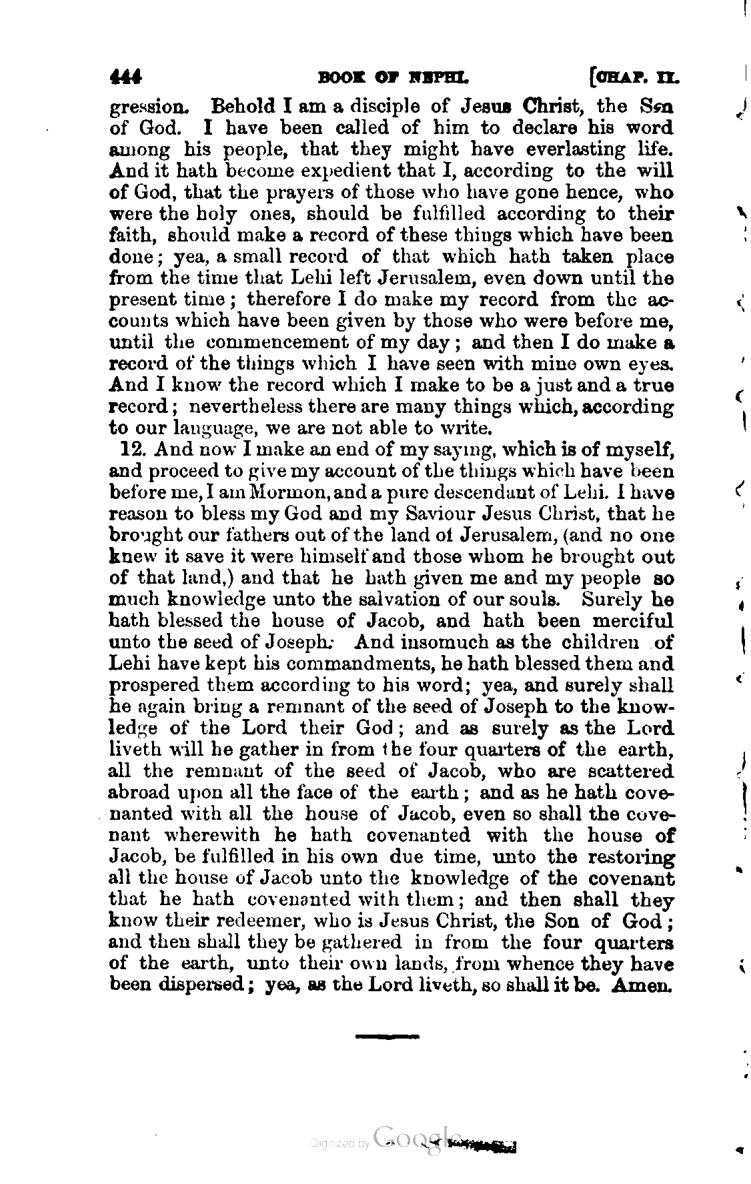 444 BOOK OF NEPHI. [CHAP. II.
gression. Behold I am a disciple of Jesus Christ, the Son
of God. I have been called of him to declare his word
among his people, that they might have everlasting life.
And it hath become expedient that I, according to the will
of God, that the prayers of those who have gone hence, who
were the holy ones, should be fulfilled according to their
faith, should make a record of these things which have been
done; yea, a small record of that which hath taken place
from the time that Lehi left Jerusalem, even down until the
present time; therefore I do make my record from the ac-
counts which have been given by those who were before me,
until the commencement of my day; and then I do make a
record of the things which I have seen with mine own eyes.
And I know the record which I make to be a just and a true
record; nevertheless there are many things which, according
to our language, we are not able to write.
12. And now I make an end of my saying, which is of myself,
and proceed to give my account of the things which have been
before me, I am Mormon, and a pure descendant of Lehi. I have
reason to bless my God and my Saviour Jesus Christ, that he
brought our fathers out of the land of Jerusalem, (and no one
knew it save it were himself and those whom he brought out
of that land,) and that he hath given me and my people so
much knowledge unto the salvation of our souls. Surely he
hath blessed the house of Jacob, and hath been merciful
unto the seed of Joseph. And insomuch as the children of
Lehi have kept his commandments, he hath blessed them and
prospered them according to his word; yea, and surely shall
he again bring a remnant of the seed of Joseph to the know-
ledge of the Lord their God; and as surely as the Lord
liveth will he gather in from the four quarters of the earth,
all the remnant of the seed of Jacob, who are scattered
abroad upon all the face of the earth; and as he hath cove-
nanted with all the house of Jacob, even so shall the cove-
nant wherewith he hath covenanted with the house of
Jacob, be fulfilled in his own due time, unto the restoring
all the house of Jacob unto the knowledge of the covenant
that he hath covenanted with them; and then shall they
know their redeemer, who is Jesus Christ, the Son of God;
and then shall they be gathered in from the four quarters
of the earth, unto their own lands, from whence they have
been dispersed; yea, as the Lord liveth, so shall it be. Amen.
Digitized by Google